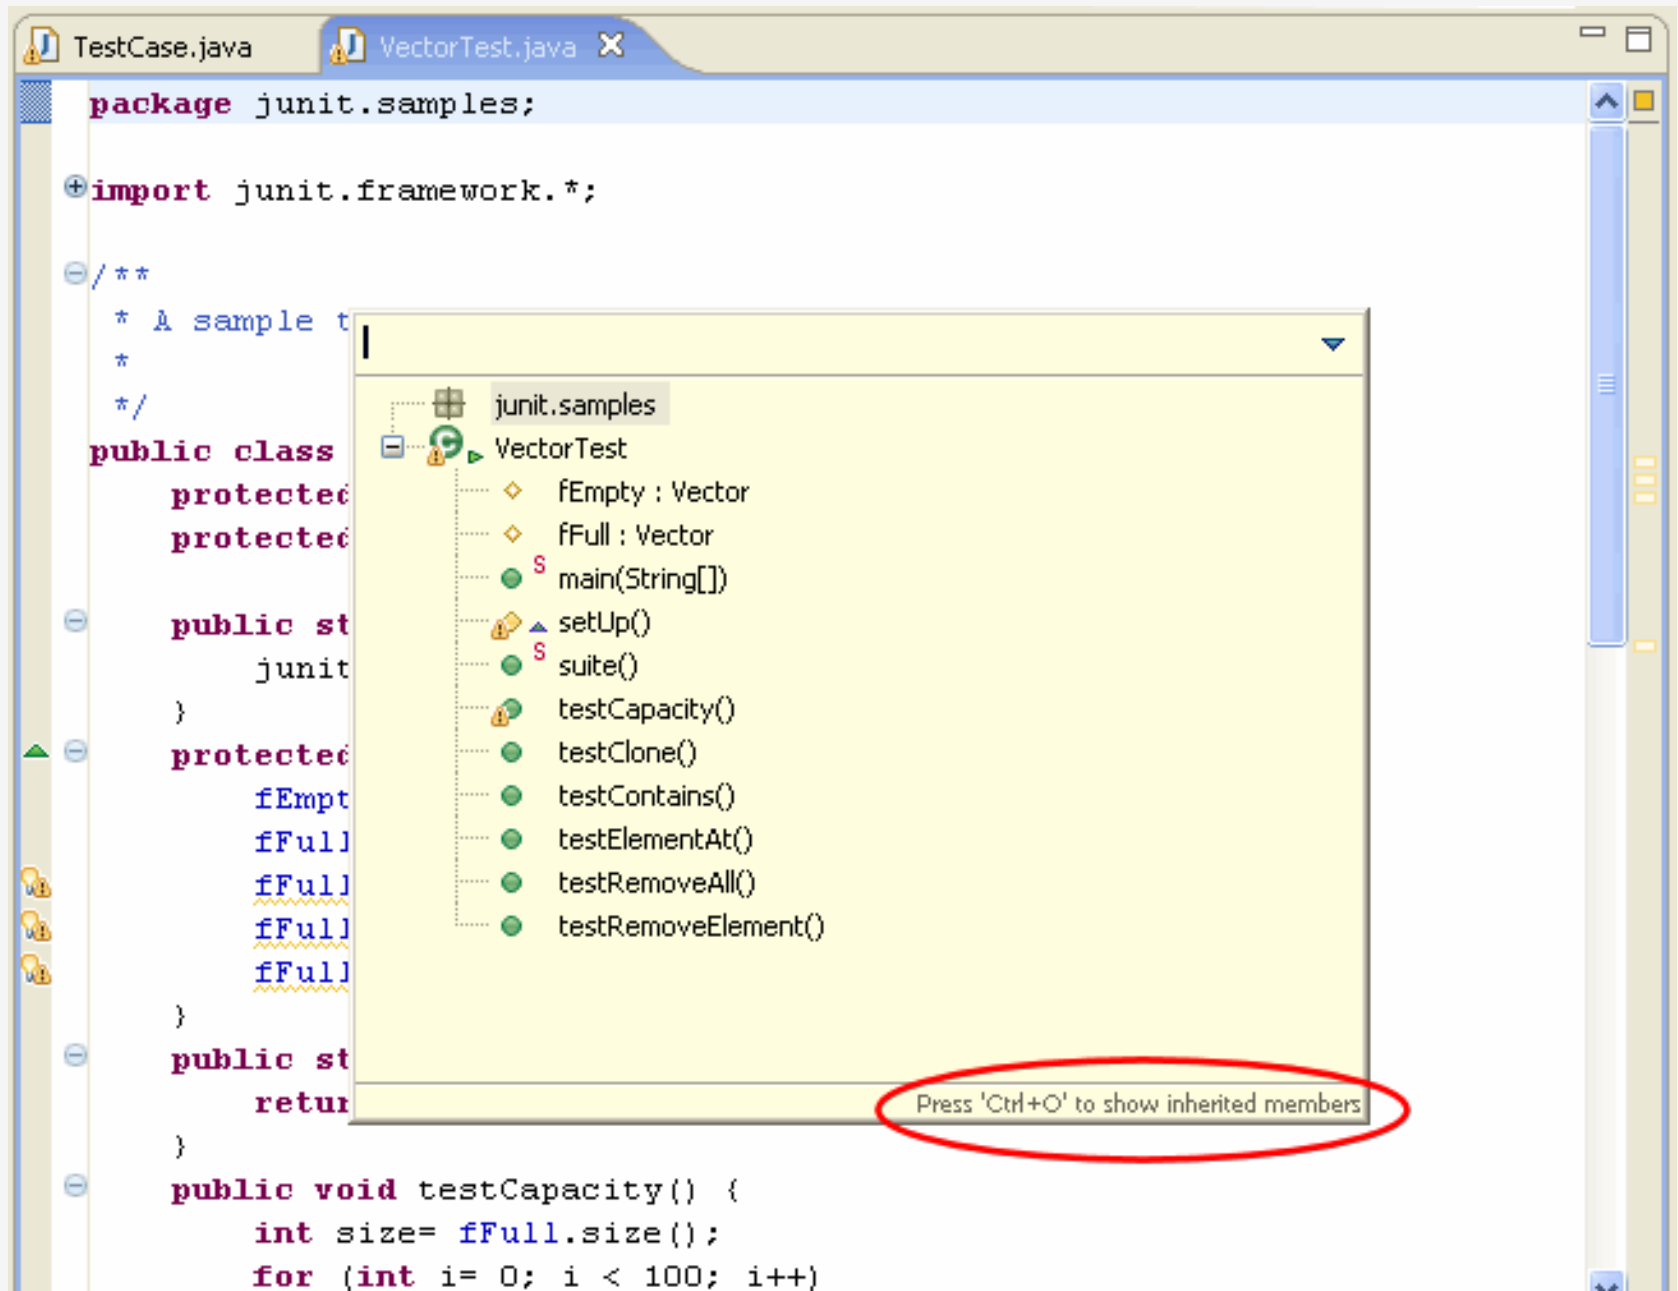 TestCase.java
VectorTest.java
package junit.samples;
import junit.framework.*;
/**
* A sample t
*
*/
public class
protected
protected
public st
junit
}
protected
fEmpt
fFull
fFull
fFull
fFull
}
public st
retur
}
public void testCapacity() {
int size= fFull.size();
for (int i= 0; i < 100; i++)
junit.samples
VectorTest
fEmpty : Vector
fFull : Vector
S main(String[])
setUp()
S suite()
testCapacity()
testClone()
testContains()
testElementAt()
testRemoveAll()
testRemoveElement()
Press 'Ctrl+O' to show inherited members